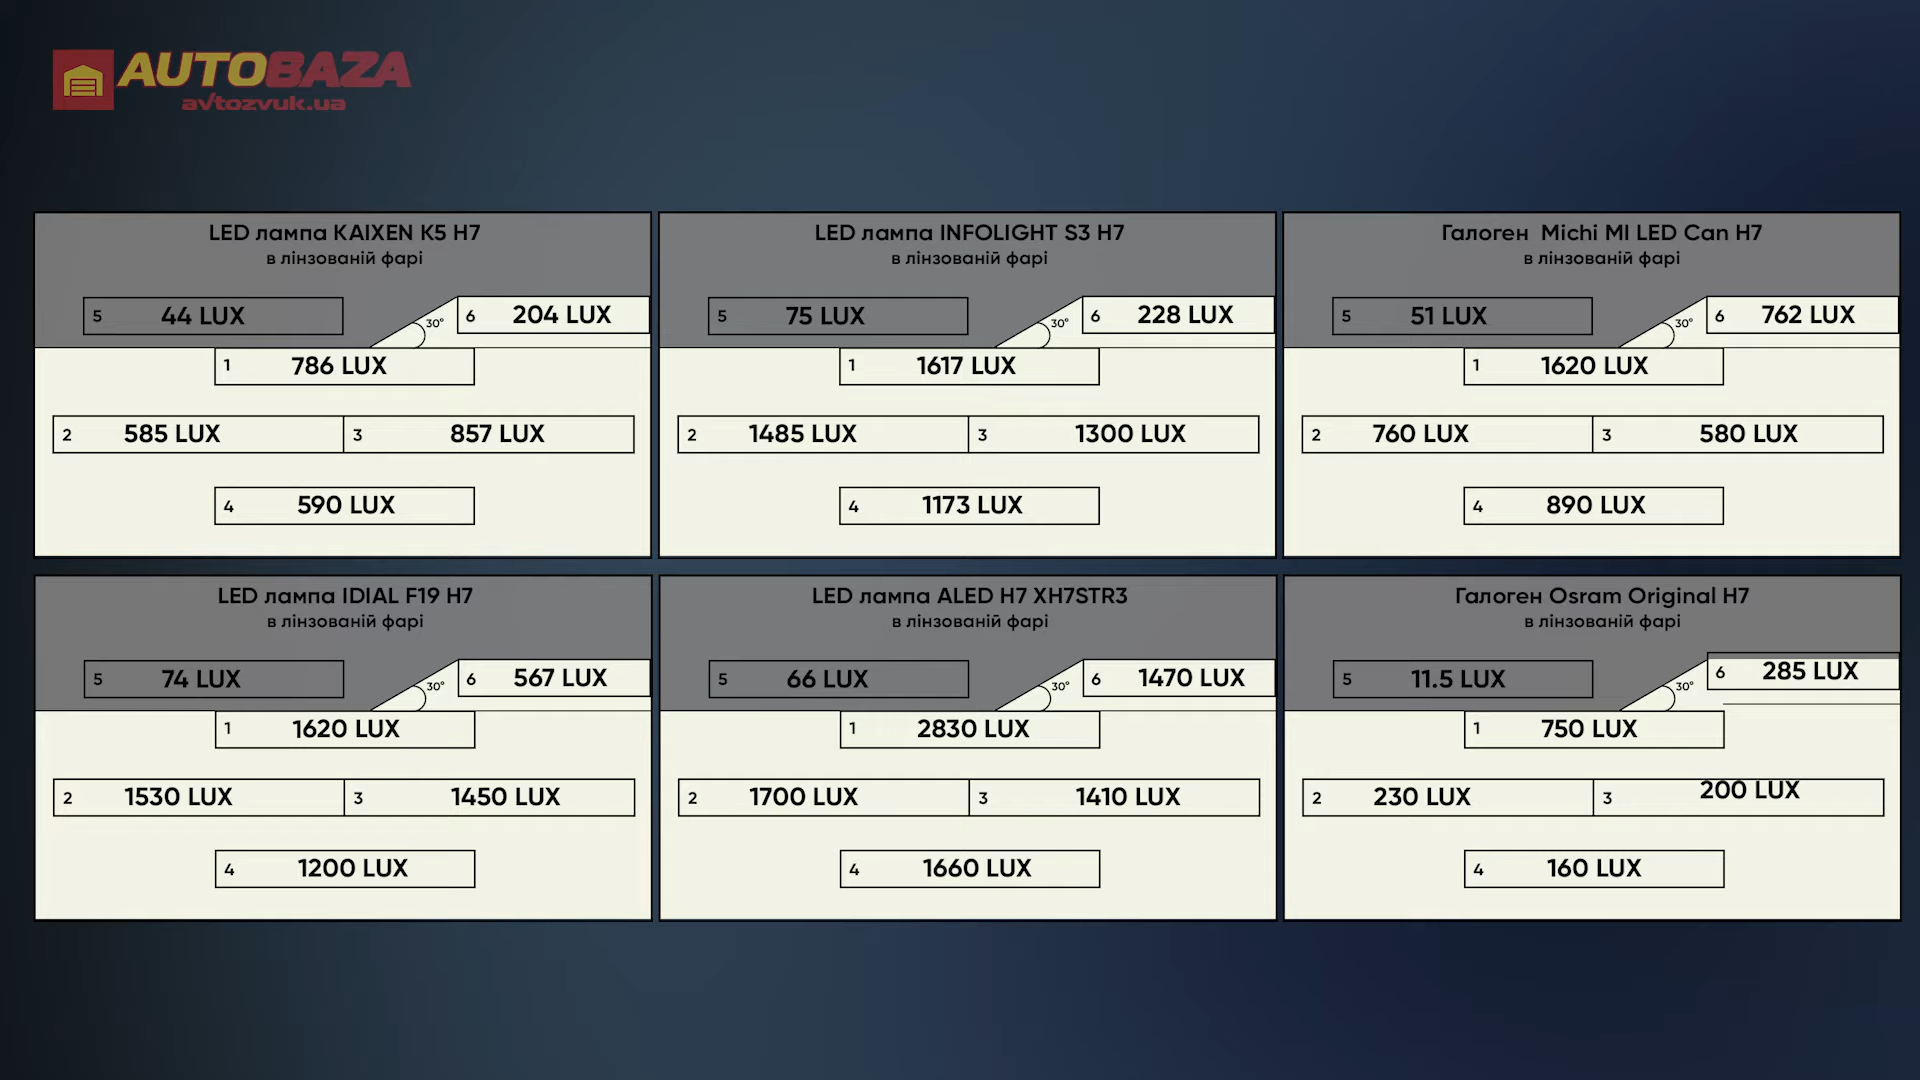 AUTOBAZA
avtozvuk.ua
LED лампа KAIXEN K5 H7
в лінзованій фарі
5 44 LUX
30° 6 204 LUX
1 786 LUX
2 585 LUX 3 857 LUX
4 590 LUX
LED лампа INFOLIGHT S3 H7
в лінзованій фарі
5 75 LUX
30° 6 228 LUX
1 1617 LUX
2 1485 LUX 3 1300 LUX
4 1173 LUX
Галоген Michi MI LED Can H7
в лінзованій фарі
5 51 LUX
30° 6 762 LUX
1 1620 LUX
2 760 LUX 3 580 LUX
4 890 LUX
LED лампа IDIAL F19 H7
в лінзованій фарі
5 74 LUX
30° 6 567 LUX
1 1620 LUX
2 1530 LUX 3 1450 LUX
4 1200 LUX
LED лампа ALED H7 XH7STR3
в лінзованій фарі
5 66 LUX
30° 6 1470 LUX
1 2830 LUX
2 1700 LUX 3 1410 LUX
4 1660 LUX
Галоген Osram Original H7
в лінзованій фарі
5 11.5 LUX
30° 6 285 LUX
1 750 LUX
2 230 LUX 3 200 LUX
4 160 LUX